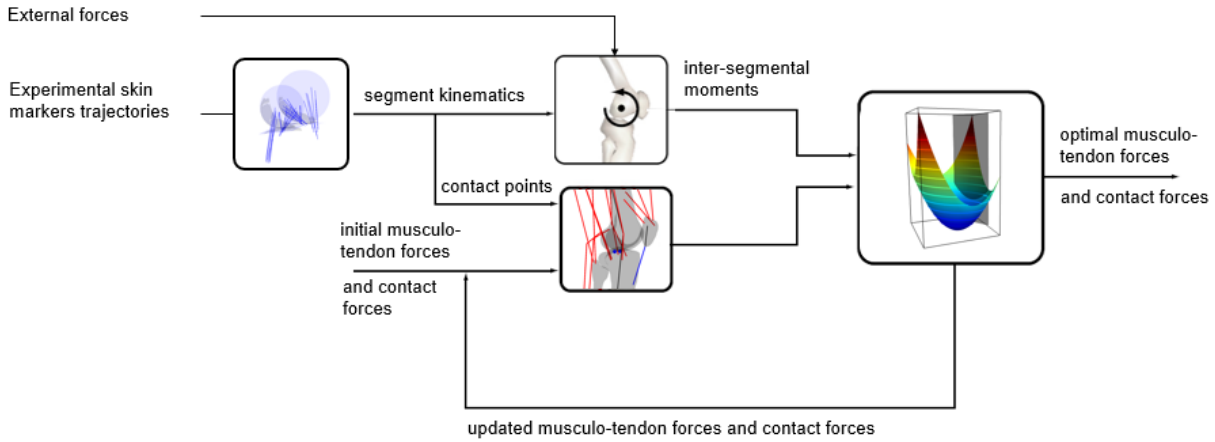 External forces
Experimental skin
markers trajectories
segment kinematics
inter-segmental
moments
contact points
initial musculo-
tendon forces
and contact
forces
optimal musculo-
tendon forces
and contact forces
updated musculo-tendon forces and contact forces